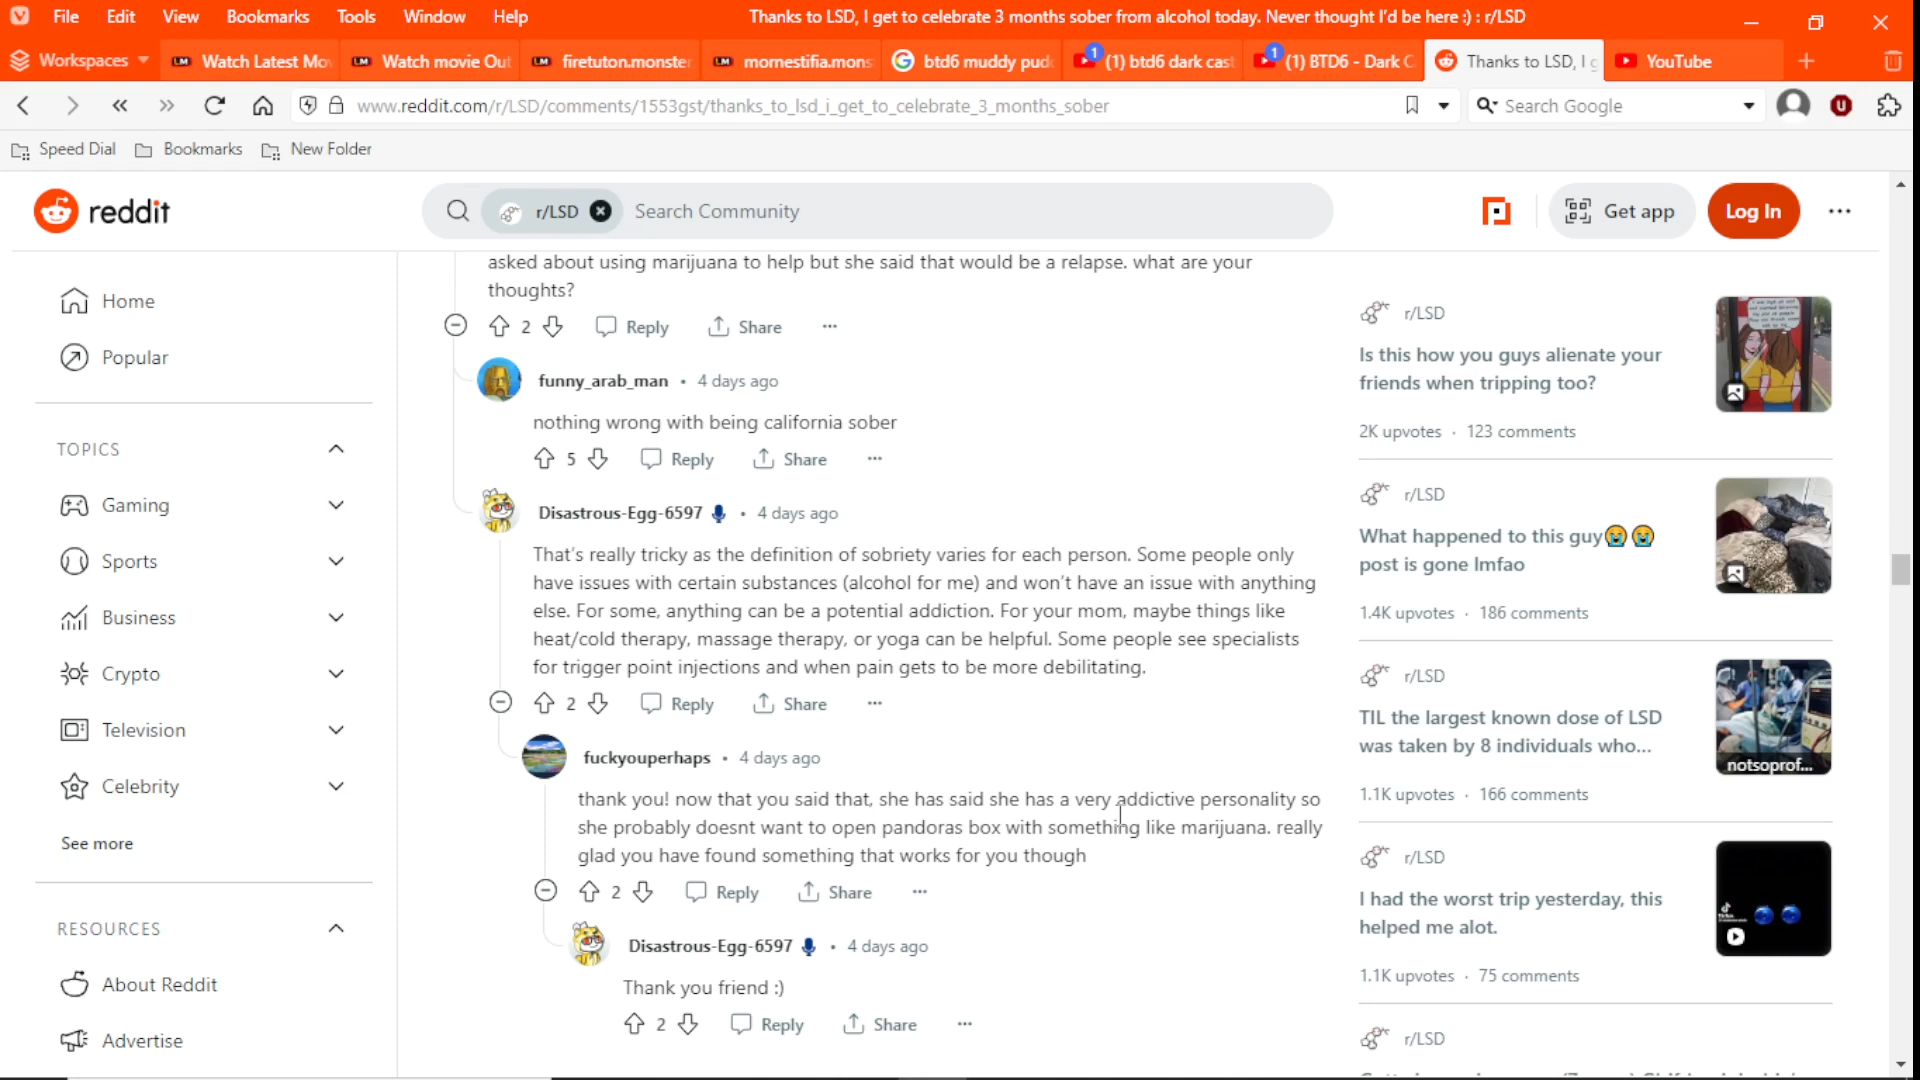 File Edit View Bookmarks Tools Window Help
Thanks to LSD, I get to celebrate 3 months sober from alcohol today. Never thought I'd be here :) : r/LSD
Workspaces
LM Watch Latest Mo
LM Watch movie Out
LM firetuton.monster
LM mornestifia.mons
btd6 muddy pud
1 (1) btd6 dark cast
1 (1) BTD6 - Dark C
Thanks to LSD, I g
YouTube
www.reddit.com/r/LSD/comments/1553gst/thanks_to_lsd_i_get_to_celebrate_3_months_sober
Search Google
Speed Dial Bookmarks New Folder
reddit
r/LSD Search Community
Get app
Log In
Home
Popular
TOPICS
Gaming
Sports
Business
Crypto
Television
Celebrity
See more
RESOURCES
About Reddit
Advertise
asked about using marijuana to help but she said that would be a relapse. what are your
thoughts?
2 Reply Share ...
funny_arab_man • 4 days ago
nothing wrong with being california sober
5 Reply Share ...
Disastrous-Egg-6597 • 4 days ago
That's really tricky as the definition of sobriety varies for each person. Some people only
have issues with certain substances (alcohol for me) and won't have an issue with anything
else. For some, anything can be a potential addiction. For your mom, maybe things like
heat/cold therapy, massage therapy, or yoga can be helpful. Some people see specialists
for trigger point injections and when pain gets to be more debilitating.
2 Reply Share ...
fuckyouperhaps • 4 days ago
thank you! now that you said that, she has said she has a very addictive personality so
she probably doesnt want to open pandoras box with something like marijuana. really
glad you have found something that works for you though
2 Reply Share ...
Disastrous-Egg-6597 • 4 days ago
Thank you friend :)
2 Reply Share ...
r/LSD
Is this how you guys alienate your
friends when tripping too?
2K upvotes · 123 comments
r/LSD
What happened to this guy😭😭
post is gone lmfao
1.4K upvotes · 186 comments
r/LSD
TIL the largest known dose of LSD
was taken by 8 individuals who...
notsoprof...
1.1K upvotes · 166 comments
r/LSD
I had the worst trip yesterday, this
helped me alot.
1.1K upvotes · 75 comments
r/LSD